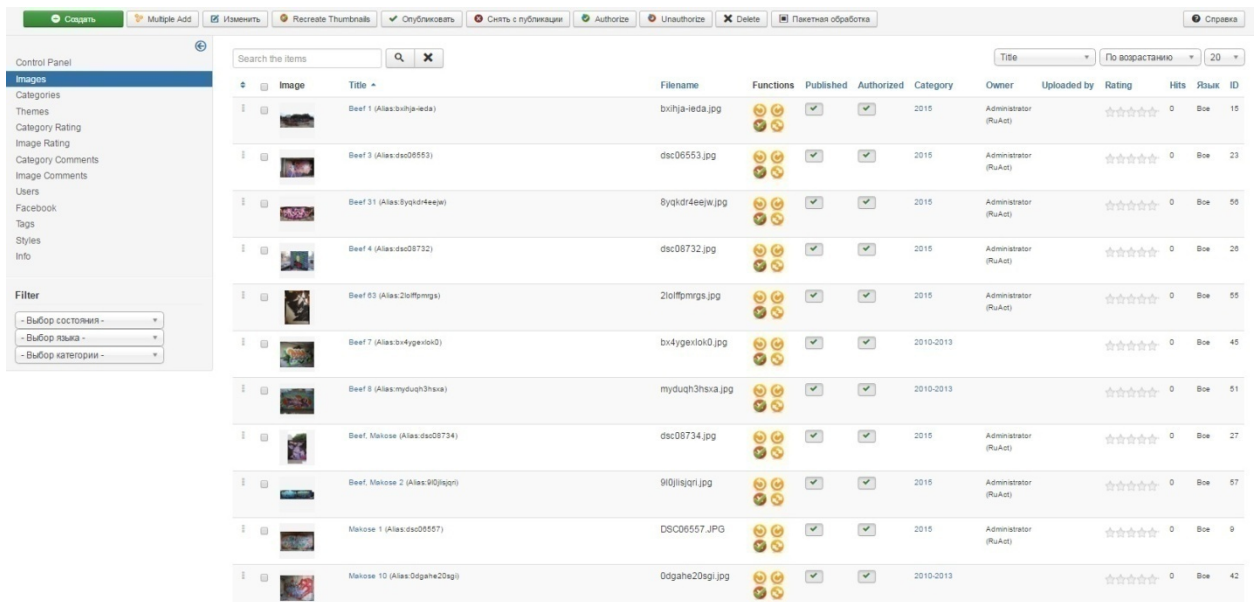 Создать Multiple Add Изменить Recreate Thumbnails Опубликовать Снять с публикации Authorize Unauthorize Delete Пакетная обработка Справка
Control Panel
Images
Categories
Themes
Category Rating
Image Rating
Category Comments
Image Comments
Users
Facebook
Tags
Styles
Info
Filter
- Выбор состояния -
- Выбор языка -
- Выбор категории -
Search the items Title По возрастанию 20
Image Title Filename Functions Published Authorized Category Owner Uploaded by Rating Hits Язык ID
Beef 1 (Alias:bxihja-ieda) bxihja-ieda.jpg 2015 Administrator (RuAct) 0 Все 15
Beef 3 (Alias:dsc06553) dsc06553.jpg 2015 Administrator (RuAct) 0 Все 23
Beef 31 (Alias:8yqkdr4eejw) 8yqkdr4eejw.jpg 2015 Administrator (RuAct) 0 Все 56
Beef 4 (Alias:dsc08732) dsc08732.jpg 2015 Administrator (RuAct) 0 Все 26
Beef 63 (Alias:2lolffpmrgs) 2lolffpmrgs.jpg 2015 Administrator (RuAct) 0 Все 55
Beef 7 (Alias:bx4ygexlok0) bx4ygexlok0.jpg 2010-2013 0 Все 45
Beef 8 (Alias:myduqh3hsxa) myduqh3hsxa.jpg 2010-2013 0 Все 51
Beef, Makose (Alias:dsc08734) dsc08734.jpg 2015 Administrator (RuAct) 0 Все 27
Beef, Makose 2 (Alias:9l0jlisjqri) 9l0jlisjqri.jpg 2015 Administrator (RuAct) 0 Все 57
Makose 1 (Alias:dsc06557) DSC06557.JPG 2015 Administrator (RuAct) 0 Все 9
Makose 10 (Alias:0dgahe20sgi) 0dgahe20sgi.jpg 2010-2013 0 Все 42